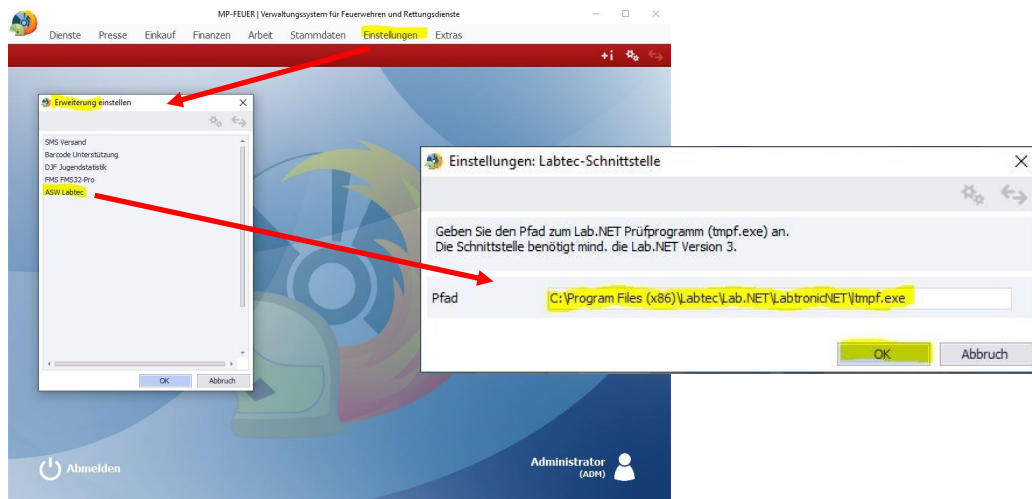 MP-FEUER | Verwaltungssystem für Feuerwehren und Rettungsdienste
Dienste Presse Einkauf Finanzen Arbeit Stammdaten Einstellungen Extras
+i
Erweiterung einstellen
SMS Versand
Barcode Unterstützung
DJF Jugendstatistik
FMS FMS32-Pro
ASW Labtec
OK Abbruch
Einstellungen: Labtec-Schnittstelle
Geben Sie den Pfad zum Lab.NET Prüfprogramm (tmpf.exe) an.
Die Schnittstelle benötigt mind. die Lab.NET Version 3.
Pfad C:\Program Files (x86)\Labtec\Lab.NET\LabtronicNET\ltmpf.exe
OK Abbruch
Abmelden
Administrator
(ADM)